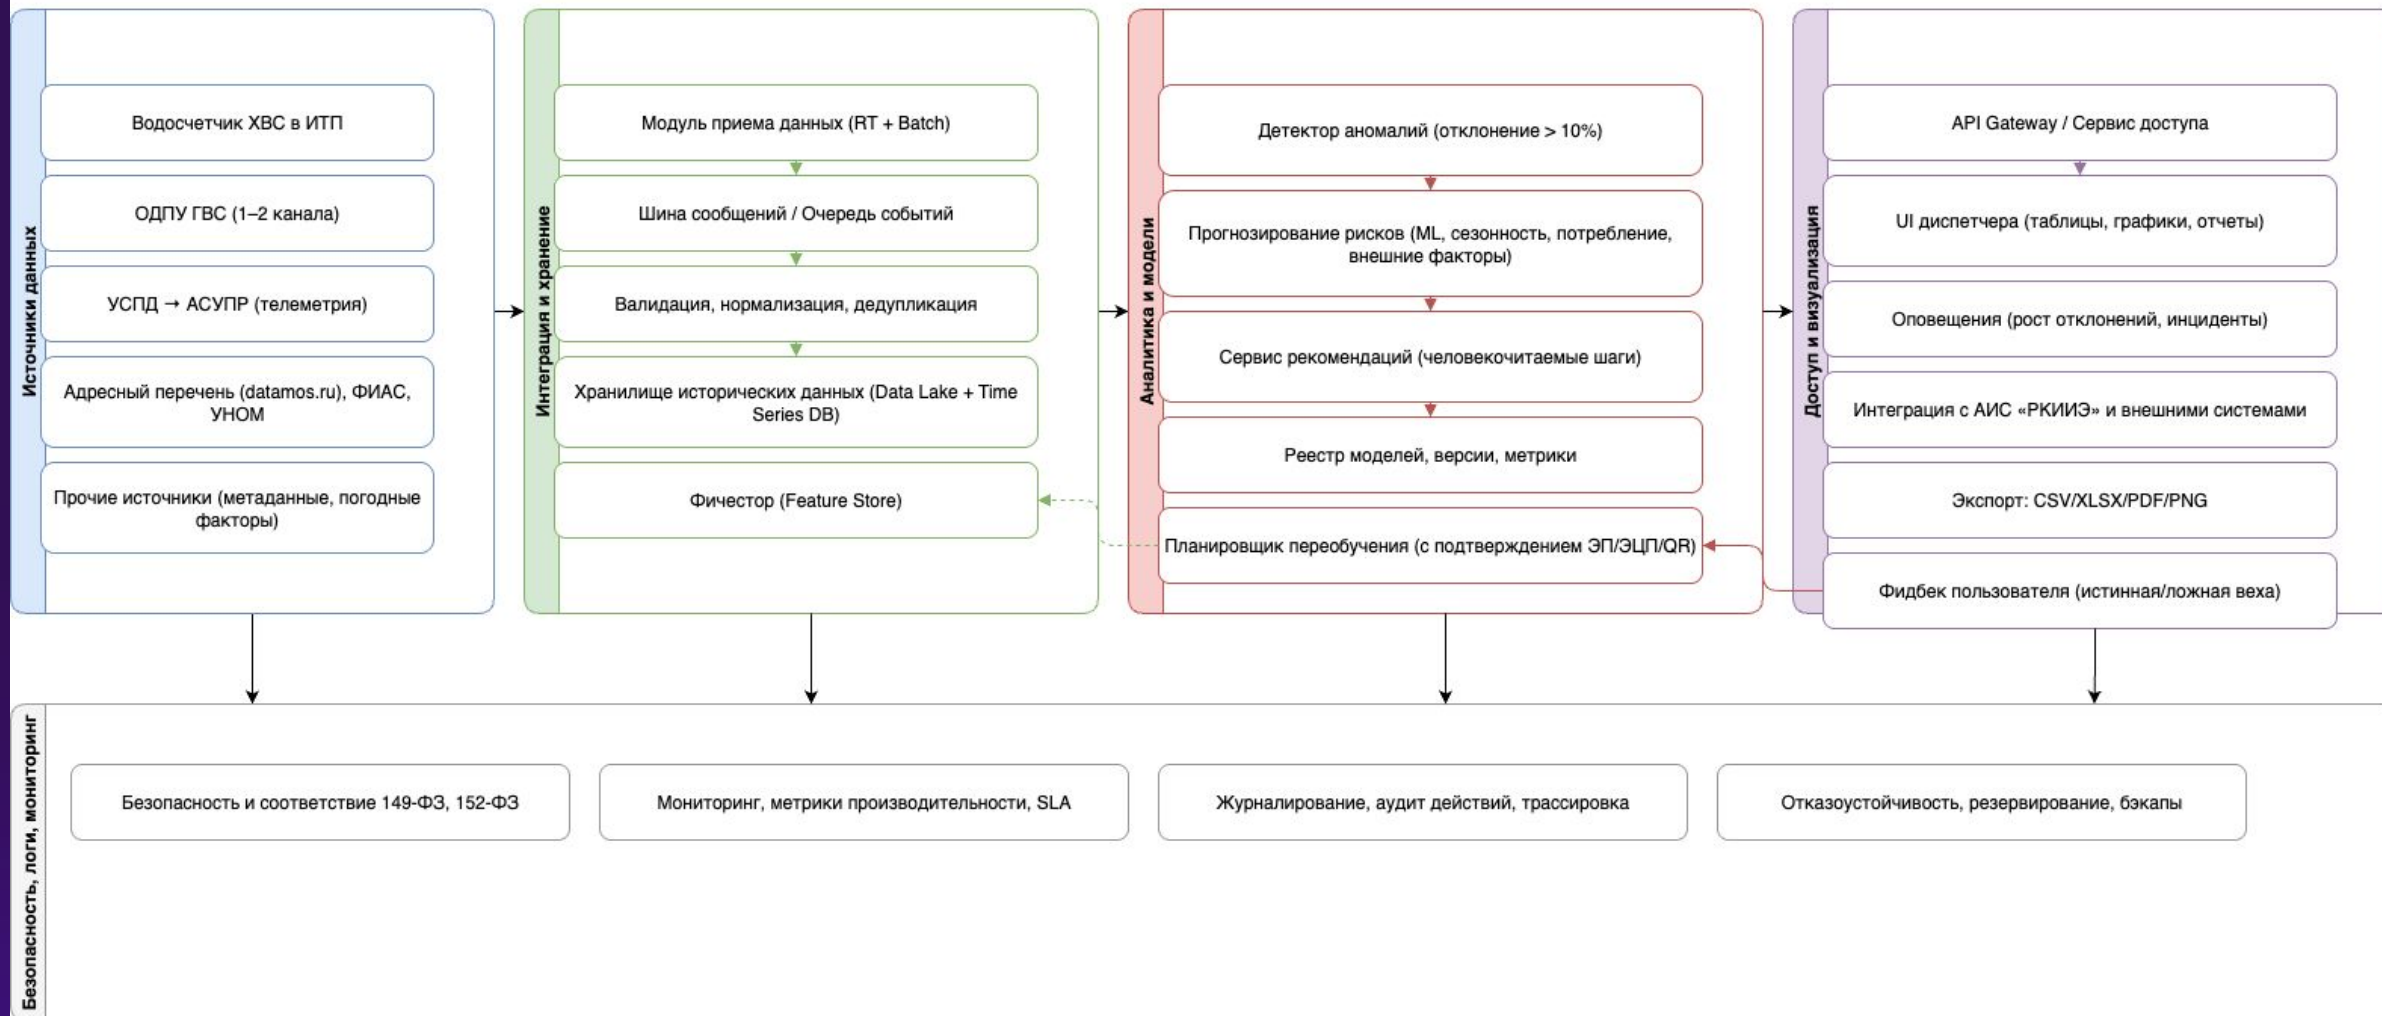 Источники данных
Водосчетчик ХВС в ИТП
ОДПУ ГВС (1–2 канала)
УСПД → АСУПР (телеметрия)
Адресный перечень (datamos.ru), ФИАС,
УНОМ
Прочие источники (метаданные, погодные
факторы)
Интеграция и хранение
Модуль приема данных (RT + Batch)
Шина сообщений / Очередь событий
Валидация, нормализация, дедупликация
Хранилище исторических данных (Data Lake + Time
Series DB)
Фичестор (Feature Store)
Аналитика и модели
Детектор аномалий (отклонение > 10%)
Прогнозирование рисков (ML, сезонность, потребление,
внешние факторы)
Сервис рекомендаций (человекочитаемые шаги)
Реестр моделей, версии, метрики
Планировщик переобучения (с подтверждением ЭП/ЭЦП/QR)
Доступ и визуализация
API Gateway / Сервис доступа
UI диспетчера (таблицы, графики, отчеты)
Оповещения (рост отклонений, инциденты)
Интеграция с АИС «РКИИЭ» и внешними системами
Экспорт: CSV/XLSX/PDF/PNG
Фидбек пользователя (истинная/ложная веха)
Безопасность, логи, мониторинг
Безопасность и соответствие 149-ФЗ, 152-ФЗ
Мониторинг, метрики производительности, SLA
Журналирование, аудит действий, трассировка
Отказоустойчивость, резервирование, бэкапы